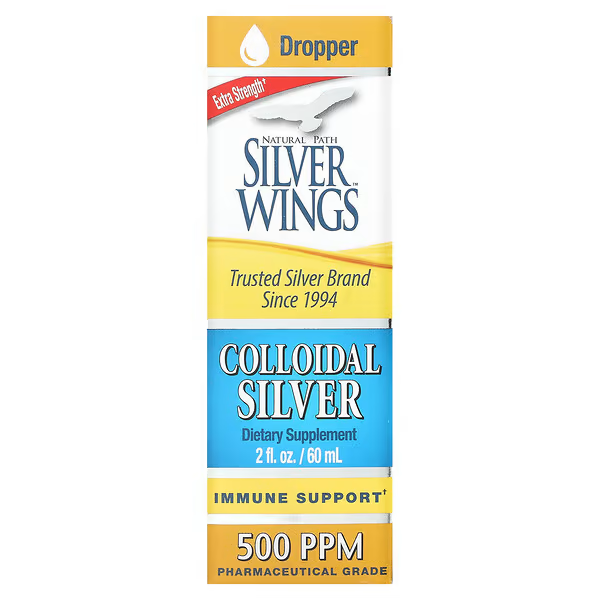 Dropper
Extra Strength†
NATURAL PATH
SILVER
WINGS™
Trusted Silver Brand
Since 1994
COLLOIDAL
SILVER
Dietary Supplement
2 fl. oz. / 60 mL
IMMUNE SUPPORT†
500 PPM
PHARMACEUTICAL GRADE